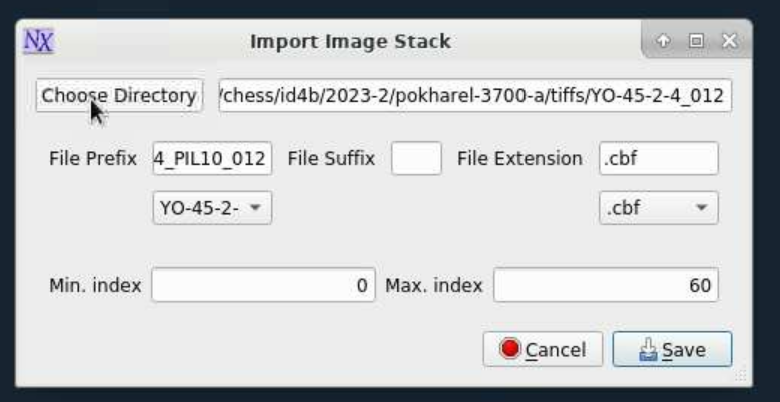 NX Import Image Stack
Choose Directory /chess/id4b/2023-2/pokharel-3700-a/tiffs/YO-45-2-4_012
File Prefix 4_PIL10_012 File Suffix File Extension .cbf
YO-45-2- .cbf
Min. index 0 Max. index 60
Cancel Save